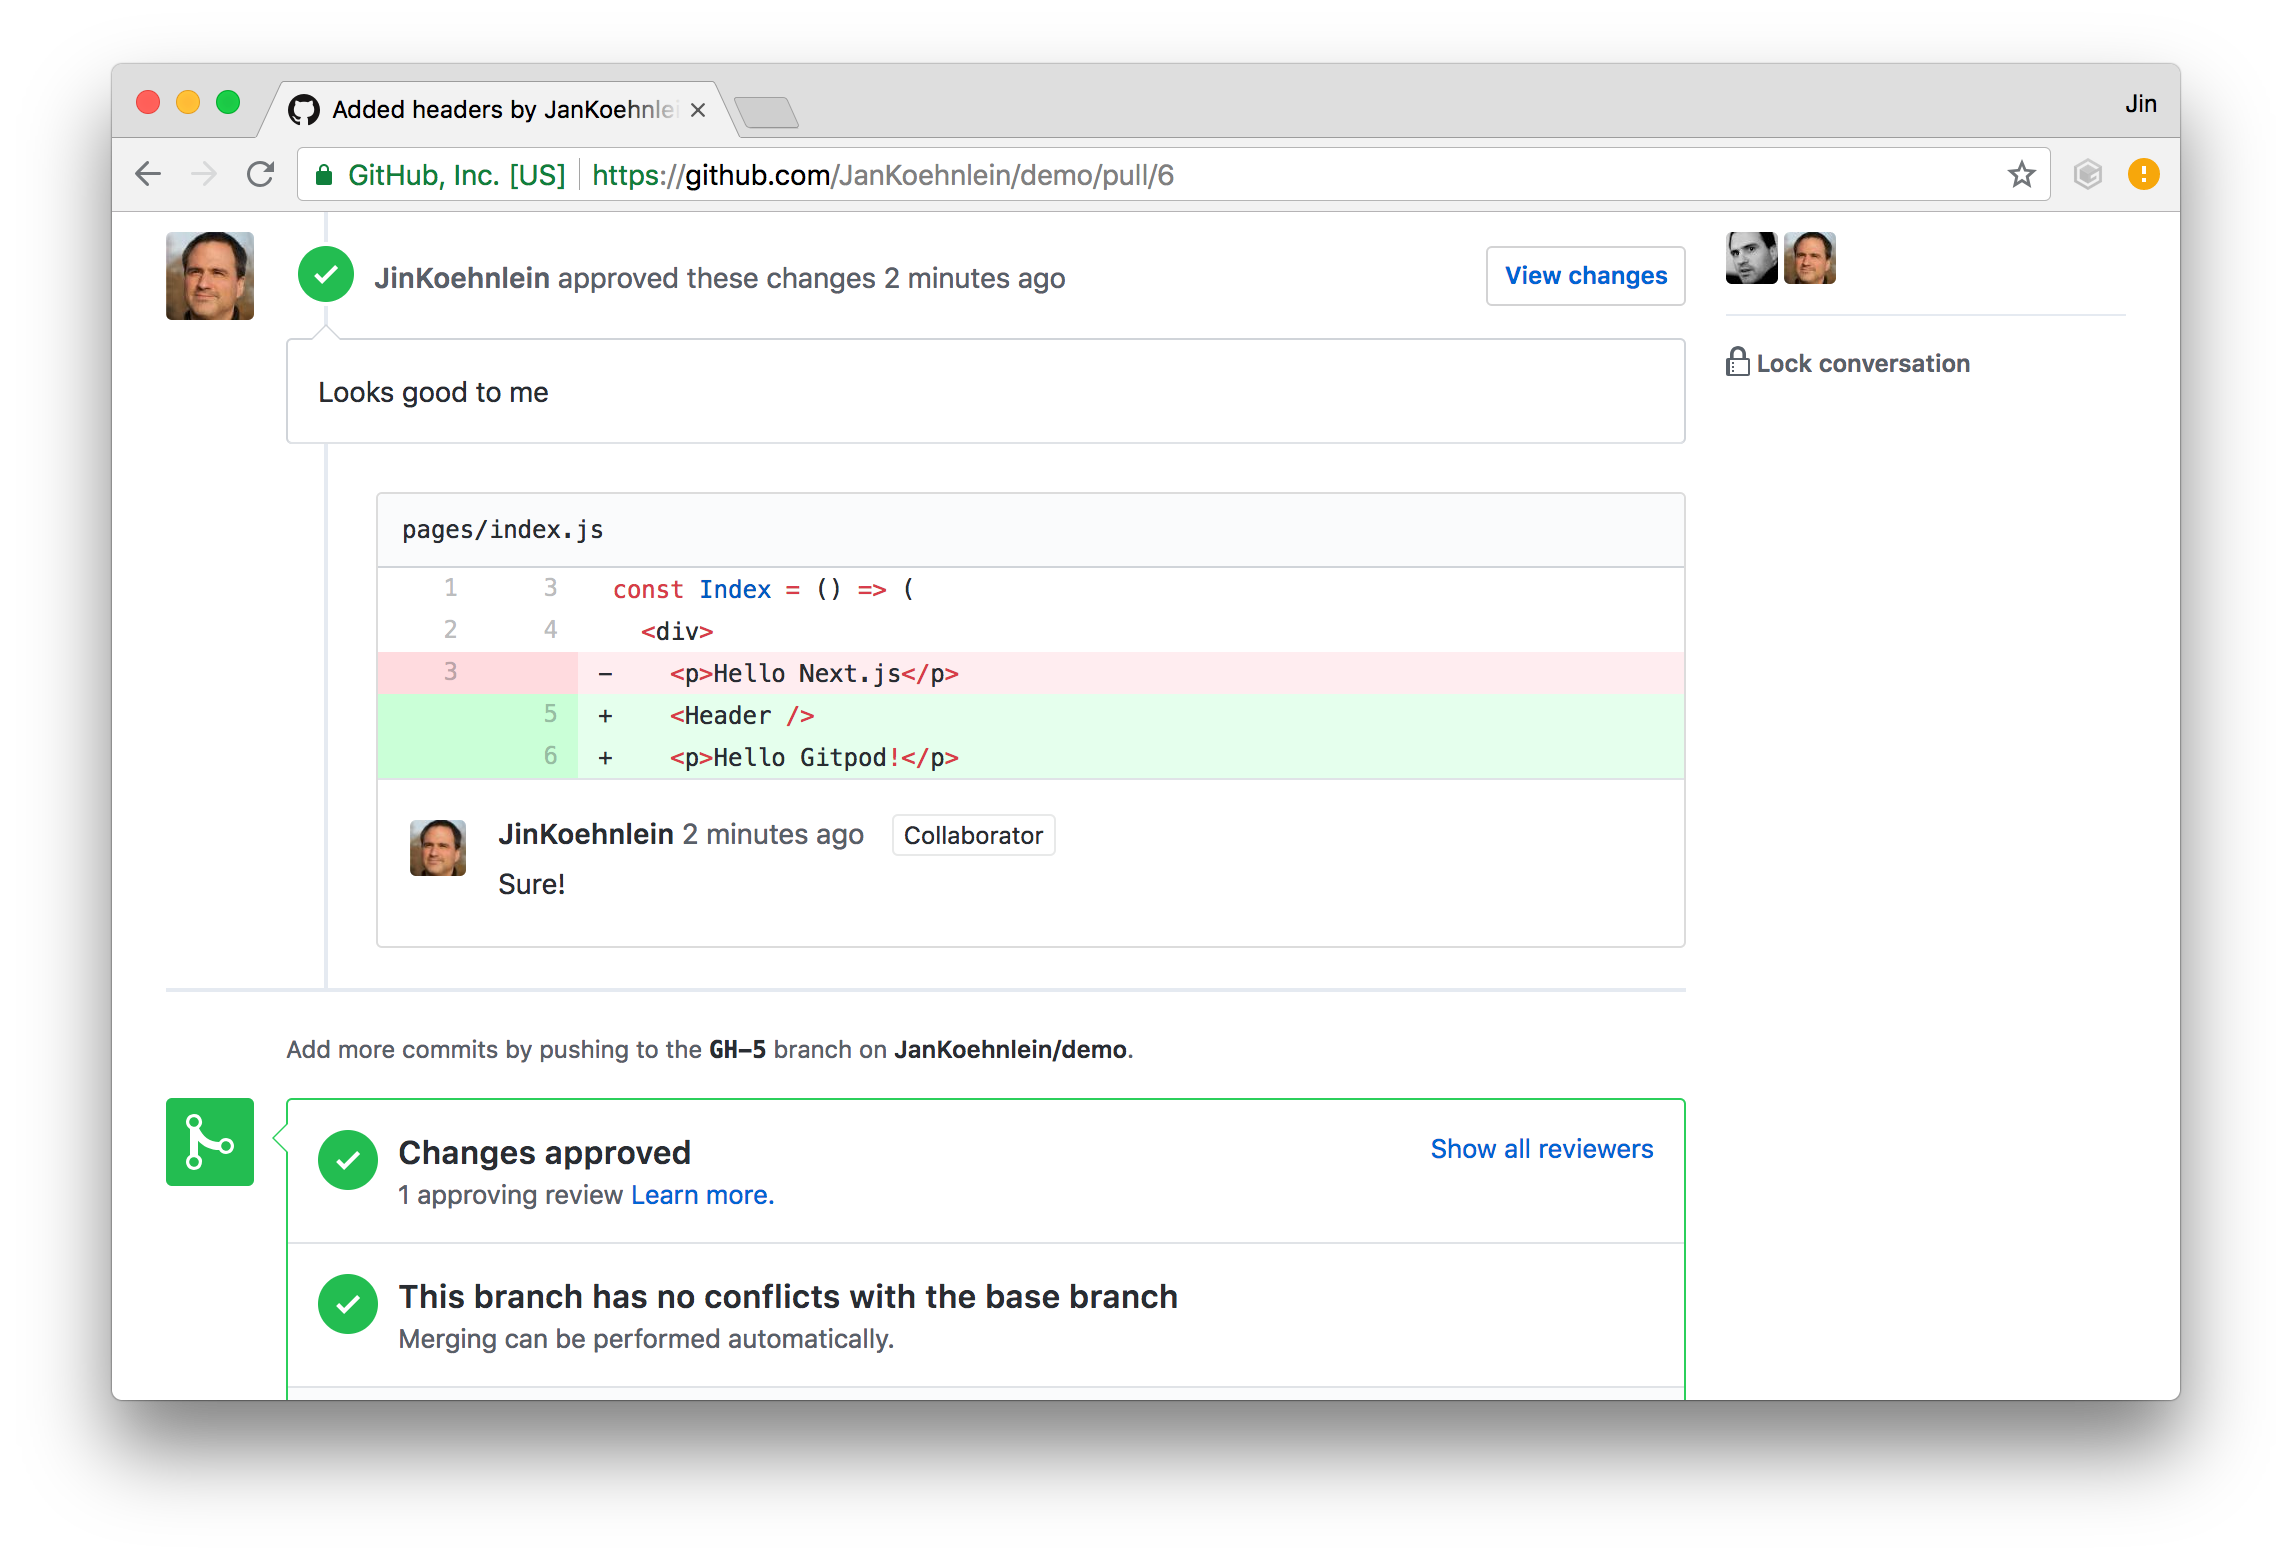 Added headers by JanKoehnlei
Jin
GitHub, Inc. [US] https://github.com/JanKoehnlein/demo/pull/6
JinKoehnlein approved these changes 2 minutes ago
View changes
Lock conversation
Looks good to me
pages/index.js
1 3 const Index = () => (
2 4 <div>
3 - <p>Hello Next.js</p>
5 + <Header />
6 + <p>Hello Gitpod!</p>
JinKoehnlein 2 minutes ago Collaborator
Sure!
Add more commits by pushing to the GH-5 branch on JanKoehnlein/demo.
Changes approved
Show all reviewers
1 approving review Learn more.
This branch has no conflicts with the base branch
Merging can be performed automatically.